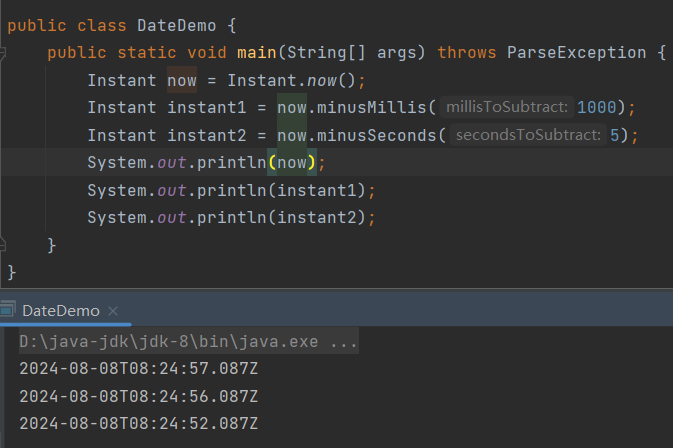 public class DateDemo {
public static void main(String[] args) throws ParseException {
Instant now = Instant.now();
Instant instant1 = now.minusMillis( millisToSubtract: 1000);
Instant instant2 = now.minusSeconds( secondsToSubtract: 5);
System.out.println(now);
System.out.println(instant1);
System.out.println(instant2);
}
}
DateDemo ×
D:\java-jdk\jdk-8\bin\java.exe ...
2024-08-08T08:24:57.087Z
2024-08-08T08:24:56.087Z
2024-08-08T08:24:52.087Z